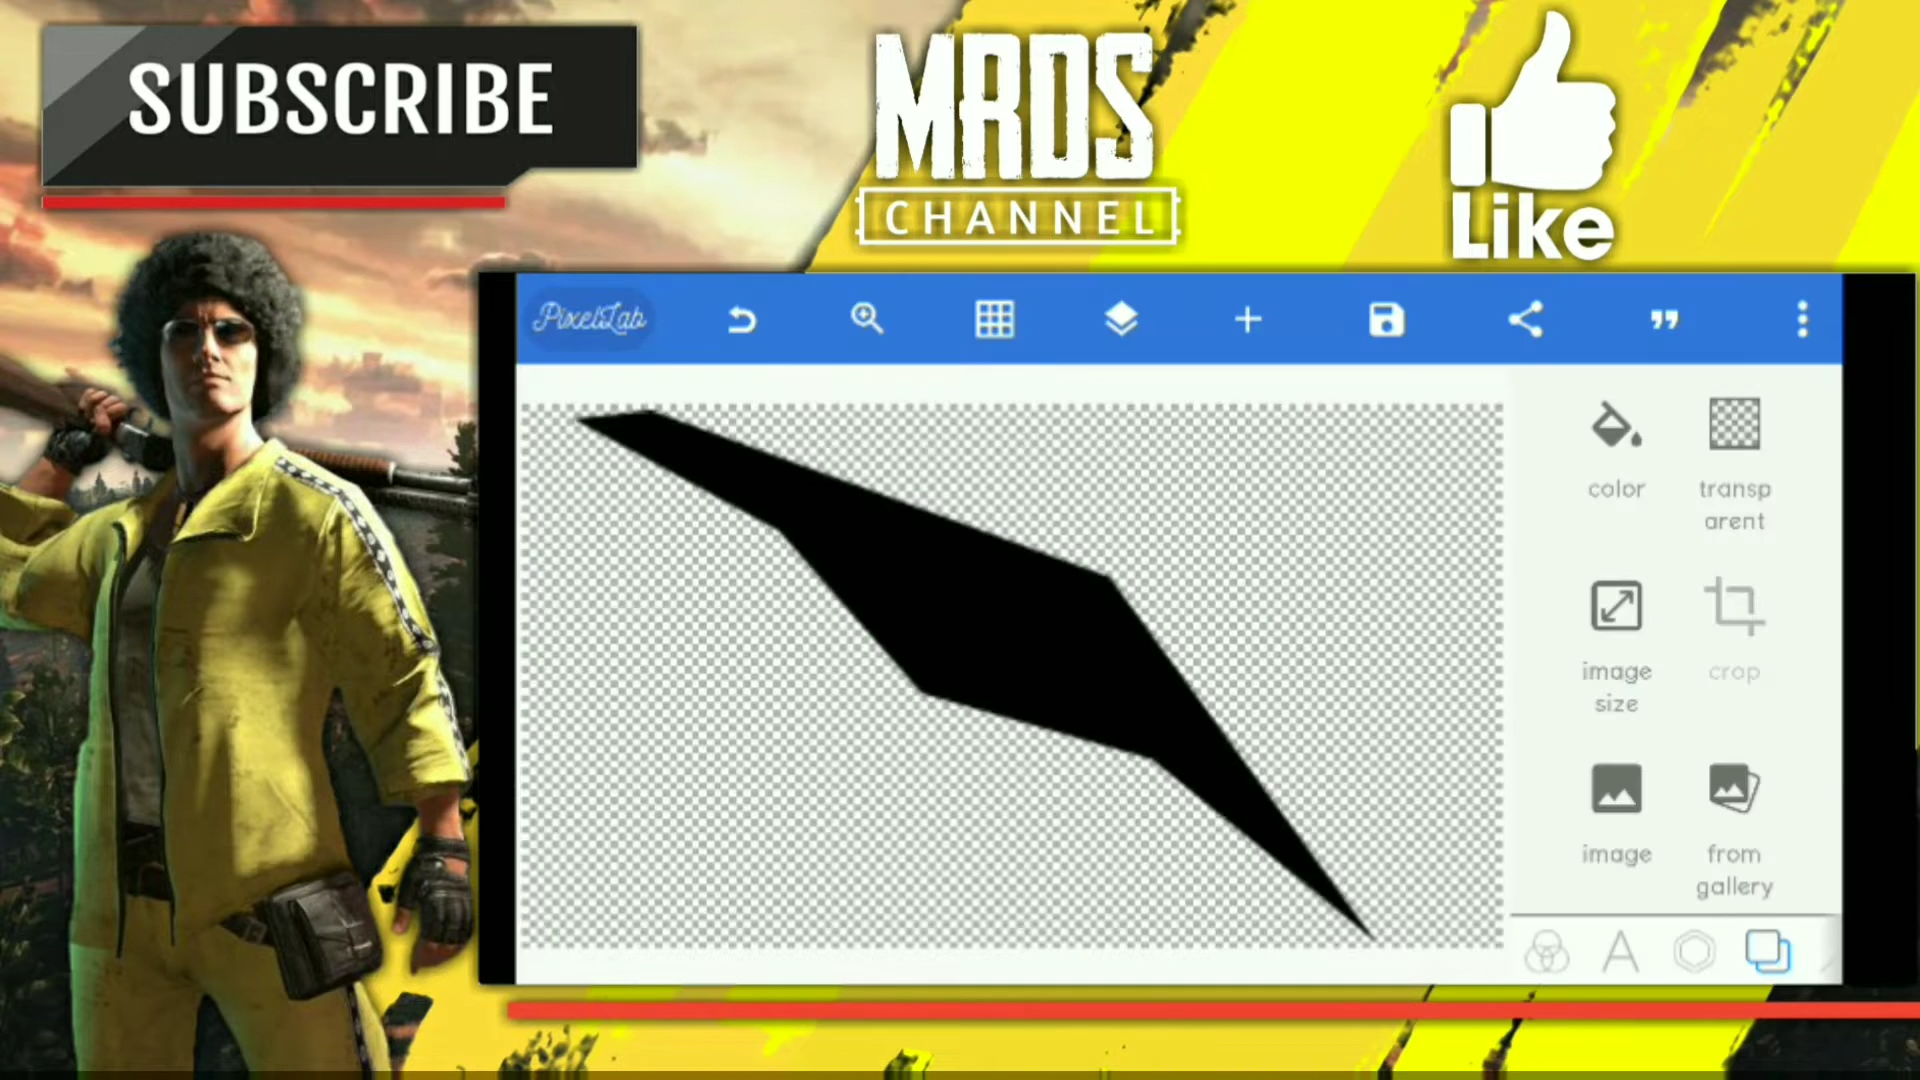 SUBSCRIBE
MRDS
CHANNEL
Like
PixelLab
color
transp
arent
image
size
crop
image
from
gallery